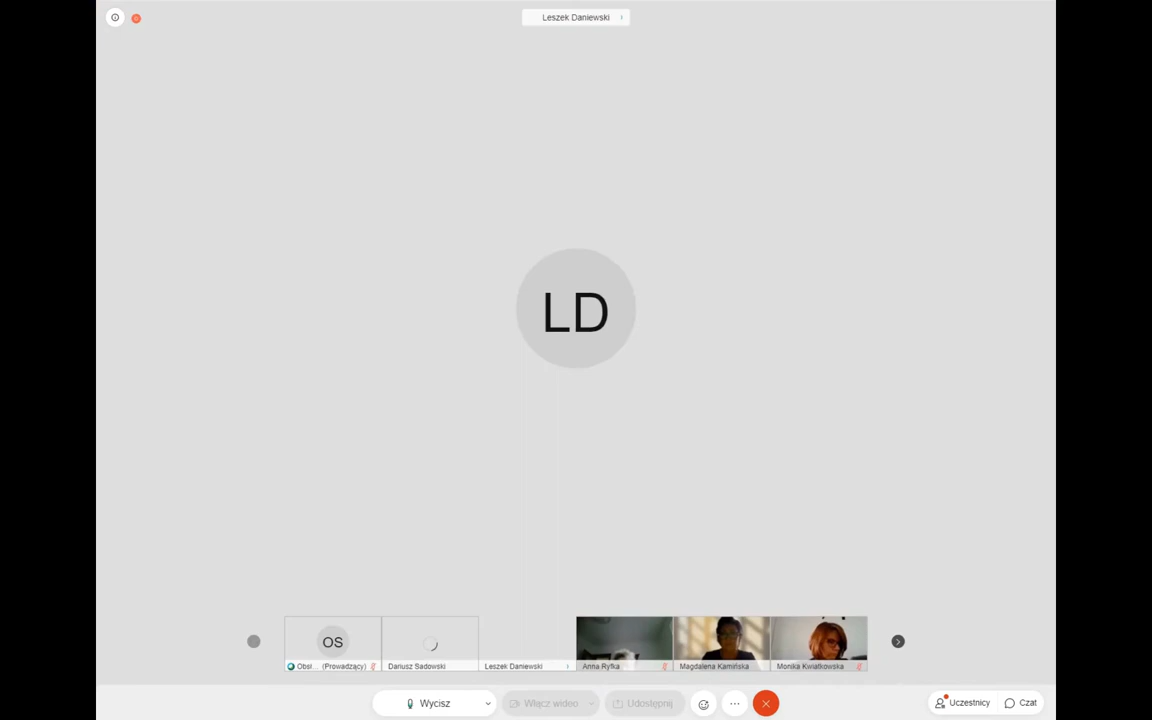 Leszek Daniewski
LD
OS
Obsł... (Prowadzący)
Dariusz Sadowski
Leszek Daniewski
Anna Ryfka
Magdalena Kamińska
Monika Kwiatkowska
Wycisz
Włącz wideo
Udostępnij
Uczestnicy
Czat